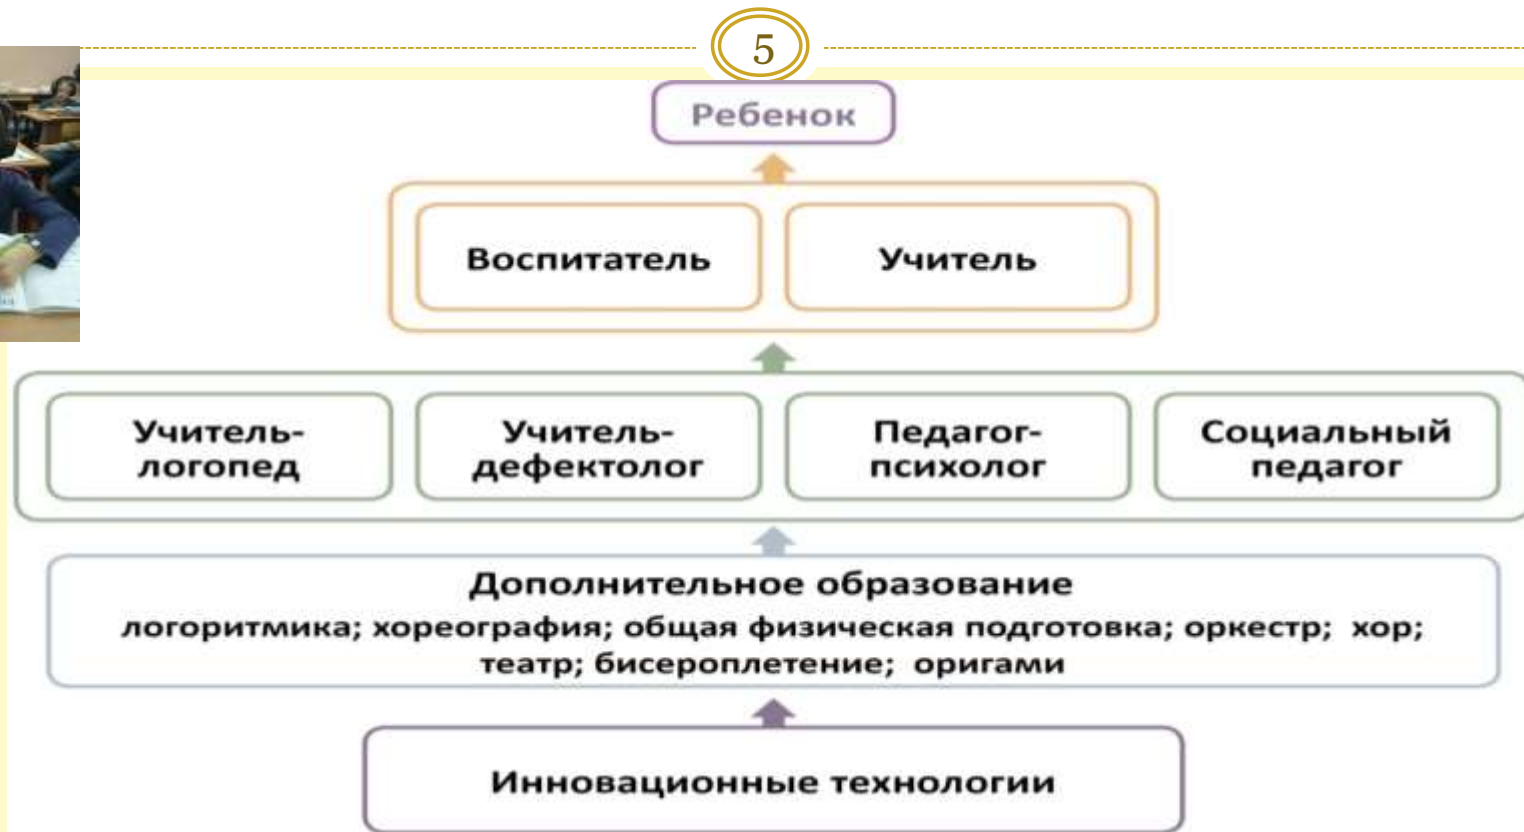 5
Ребенок
Воспитатель
Учитель
Учитель-
логопед
Учитель-
дефектолог
Педагог-
психолог
Социальный
педагог
Дополнительное образование
логоритмика; хореография; общая физическая подготовка; оркестр; хор;
театр; бисероплетение; оригами
Инновационные технологии